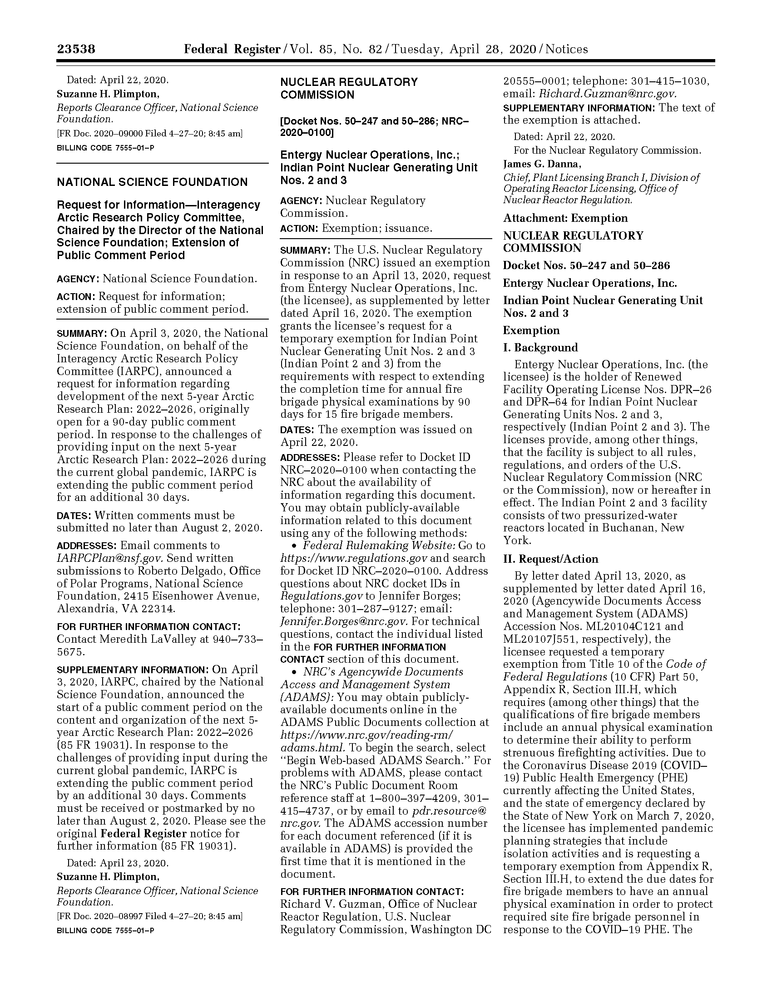 23538 Federal Register / Vol. 85, No. 82 / Tuesday, April 28, 2020 / Notices
Dated: April 22, 2020.
Suzanne H. Plimpton,
Reports Clearance Officer, National Science
Foundation.
[FR Doc. 2020–09000 Filed 4–27–20; 8:45 am]
BILLING CODE 7555–01–P
NATIONAL SCIENCE FOUNDATION
Request for Information—Interagency
Arctic Research Policy Committee,
Chaired by the Director of the National
Science Foundation; Extension of
Public Comment Period
AGENCY: National Science Foundation.
ACTION: Request for information;
extension of public comment period.
SUMMARY: On April 3, 2020, the National
Science Foundation, on behalf of the
Interagency Arctic Research Policy
Committee (IARPC), announced a
request for information regarding
development of the next 5-year Arctic
Research Plan: 2022–2026, originally
open for a 90-day public comment
period. In response to the challenges of
providing input on the next 5-year
Arctic Research Plan: 2022–2026 during
the current global pandemic, IARPC is
extending the public comment period
for an additional 30 days.
DATES: Written comments must be
submitted no later than August 2, 2020.
ADDRESSES: Email comments to
IARPCPlan@nsf.gov. Send written
submissions to Roberto Delgado, Office
of Polar Programs, National Science
Foundation, 2415 Eisenhower Avenue,
Alexandria, VA 22314.
FOR FURTHER INFORMATION CONTACT:
Contact Meredith LaValley at 940–733–
5675.
SUPPLEMENTARY INFORMATION: On April
3, 2020, IARPC, chaired by the National
Science Foundation, announced the
start of a public comment period on the
content and organization of the next 5-
year Arctic Research Plan: 2022–2026
(85 FR 19031). In response to the
challenges of providing input during the
current global pandemic, IARPC is
extending the public comment period
by an additional 30 days. Comments
must be received or postmarked by no
later than August 2, 2020. Please see the
original Federal Register notice for
further information (85 FR 19031).
Dated: April 23, 2020.
Suzanne H. Plimpton,
Reports Clearance Officer, National Science
Foundation.
[FR Doc. 2020–08997 Filed 4–27–20; 8:45 am]
BILLING CODE 7555–01–P
NUCLEAR REGULATORY
COMMISSION
[Docket Nos. 50–247 and 50–286; NRC–
2020–0100]
Entergy Nuclear Operations, Inc.;
Indian Point Nuclear Generating Unit
Nos. 2 and 3
AGENCY: Nuclear Regulatory
Commission.
ACTION: Exemption; issuance.
SUMMARY: The U.S. Nuclear Regulatory
Commission (NRC) issued an exemption
in response to an April 13, 2020, request
from Entergy Nuclear Operations, Inc.
(the licensee), as supplemented by letter
dated April 16, 2020. The exemption
grants the licensee's request for a
temporary exemption for Indian Point
Nuclear Generating Unit Nos. 2 and 3
(Indian Point 2 and 3) from the
requirements with respect to extending
the completion time for annual fire
brigade physical examinations by 90
days for 15 fire brigade members.
DATES: The exemption was issued on
April 22, 2020.
ADDRESSES: Please refer to Docket ID
NRC–2020–0100 when contacting the
NRC about the availability of
information regarding this document.
You may obtain publicly-available
information related to this document
using any of the following methods:
• Federal Rulemaking Website: Go to
https://www.regulations.gov and search
for Docket ID NRC–2020–0100. Address
questions about NRC docket IDs in
Regulations.gov to Jennifer Borges;
telephone: 301–287–9127; email:
Jennifer.Borges@nrc.gov. For technical
questions, contact the individual listed
in the FOR FURTHER INFORMATION
CONTACT section of this document.
• NRC's Agencywide Documents
Access and Management System
(ADAMS): You may obtain publicly-
available documents online in the
ADAMS Public Documents collection at
https://www.nrc.gov/reading-rm/
adams.html. To begin the search, select
‘‘Begin Web-based ADAMS Search.’’ For
problems with ADAMS, please contact
the NRC's Public Document Room
reference staff at 1–800–397–4209, 301–
415–4737, or by email to pdr.resource@
nrc.gov. The ADAMS accession number
for each document referenced (if it is
available in ADAMS) is provided the
first time that it is mentioned in the
document.
FOR FURTHER INFORMATION CONTACT:
Richard V. Guzman, Office of Nuclear
Reactor Regulation, U.S. Nuclear
Regulatory Commission, Washington DC
20555–0001; telephone: 301–415–1030,
email: Richard.Guzman@nrc.gov.
SUPPLEMENTARY INFORMATION: The text of
the exemption is attached.
Dated: April 22, 2020.
For the Nuclear Regulatory Commission.
James G. Danna,
Chief, Plant Licensing Branch I, Division of
Operating Reactor Licensing, Office of
Nuclear Reactor Regulation.
Attachment: Exemption
NUCLEAR REGULATORY
COMMISSION
Docket Nos. 50–247 and 50–286
Entergy Nuclear Operations, Inc.
Indian Point Nuclear Generating Unit
Nos. 2 and 3
Exemption
I. Background
Entergy Nuclear Operations, Inc. (the
licensee) is the holder of Renewed
Facility Operating License Nos. DPR–26
and DPR–64 for Indian Point Nuclear
Generating Units Nos. 2 and 3,
respectively (Indian Point 2 and 3). The
licenses provide, among other things,
that the facility is subject to all rules,
regulations, and orders of the U.S.
Nuclear Regulatory Commission (NRC
or the Commission), now or hereafter in
effect. The Indian Point 2 and 3 facility
consists of two pressurized-water
reactors located in Buchanan, New
York.
II. Request/Action
By letter dated April 13, 2020, as
supplemented by letter dated April 16,
2020 (Agencywide Documents Access
and Management System (ADAMS)
Accession Nos. ML20104C121 and
ML20107J551, respectively), the
licensee requested a temporary
exemption from Title 10 of the Code of
Federal Regulations (10 CFR) Part 50,
Appendix R, Section III.H, which
requires (among other things) that the
qualifications of fire brigade members
include an annual physical examination
to determine their ability to perform
strenuous firefighting activities. Due to
the Coronavirus Disease 2019 (COVID–
19) Public Health Emergency (PHE)
currently affecting the United States,
and the state of emergency declared by
the State of New York on March 7, 2020,
the licensee has implemented pandemic
planning strategies that include
isolation activities and is requesting a
temporary exemption from Appendix R,
Section III.H, to extend the due dates for
fire brigade members to have an annual
physical examination in order to protect
required site fire brigade personnel in
response to the COVID–19 PHE. The